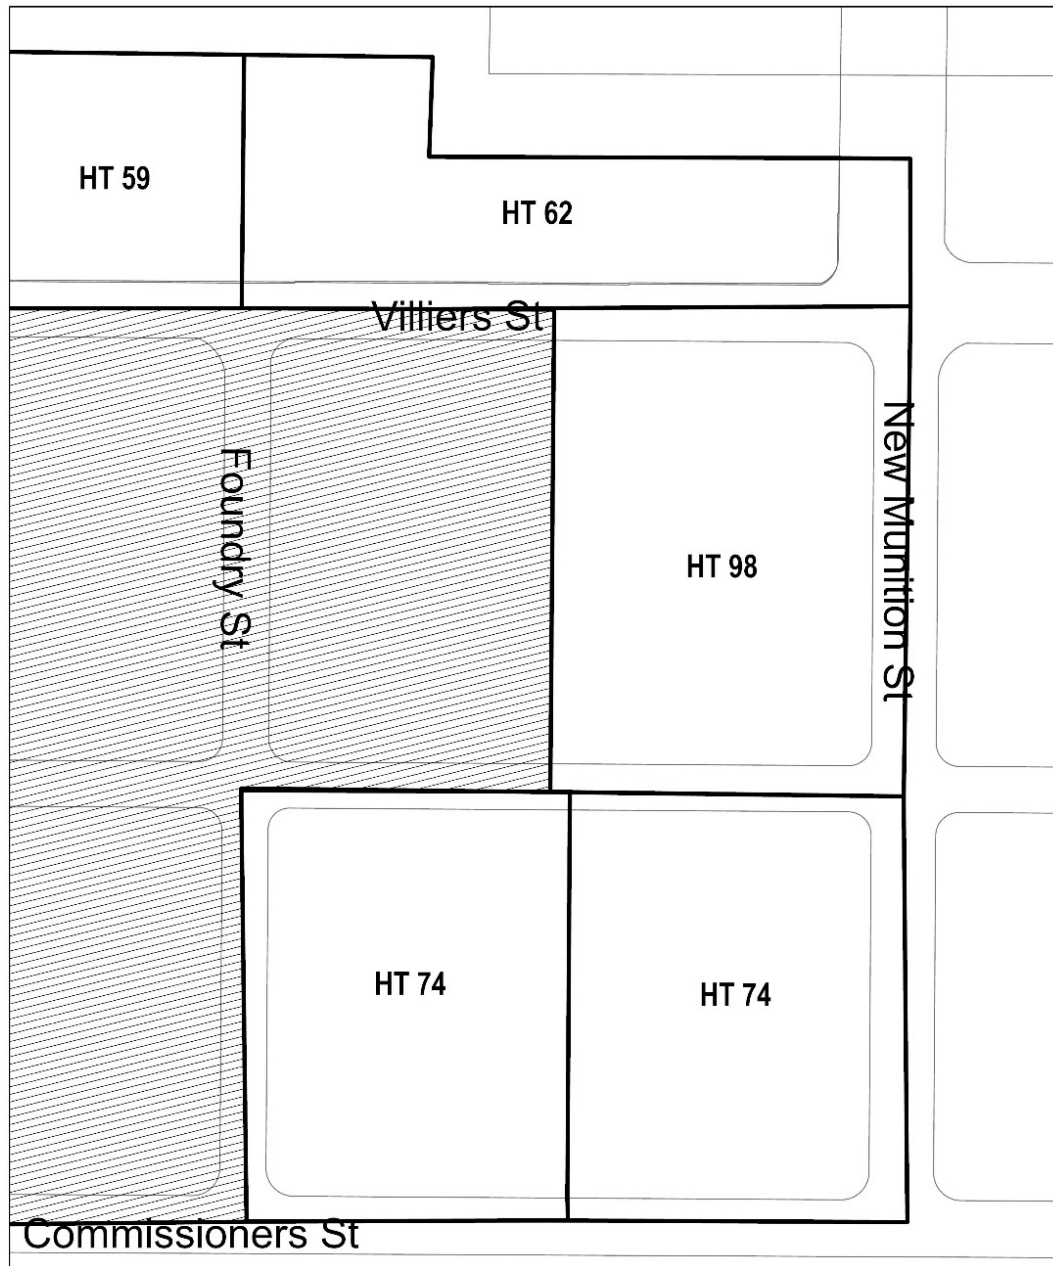 HT 59
HT 62
Villiers St
Foundry St
New Munition St
HT 98
HT 74
HT 74
Commissioners St